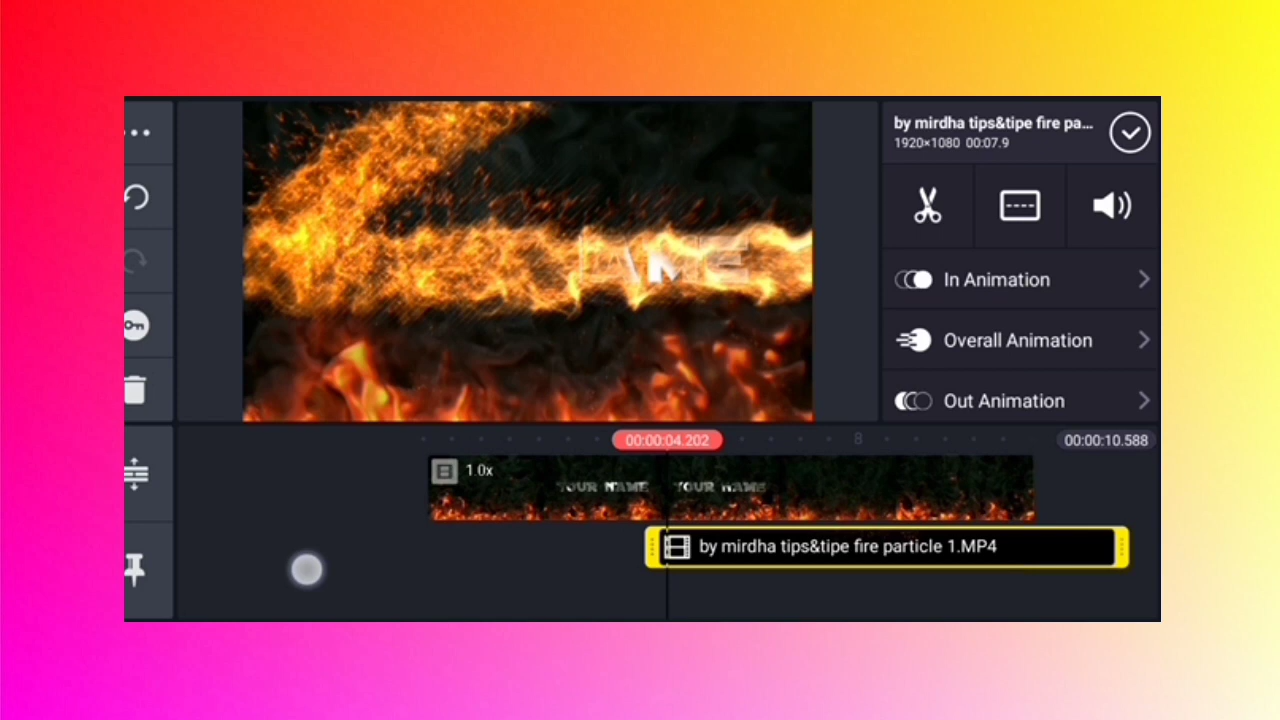 by mirdha tips&tipe fire pa...
1920×1080 00:07.9
AME
In Animation
Overall Animation
Out Animation
00:00:04.202
8
00:00:10.588
1.0x
YOUR NAME YOUR NAME
by mirdha tips&tipe fire particle 1.MP4